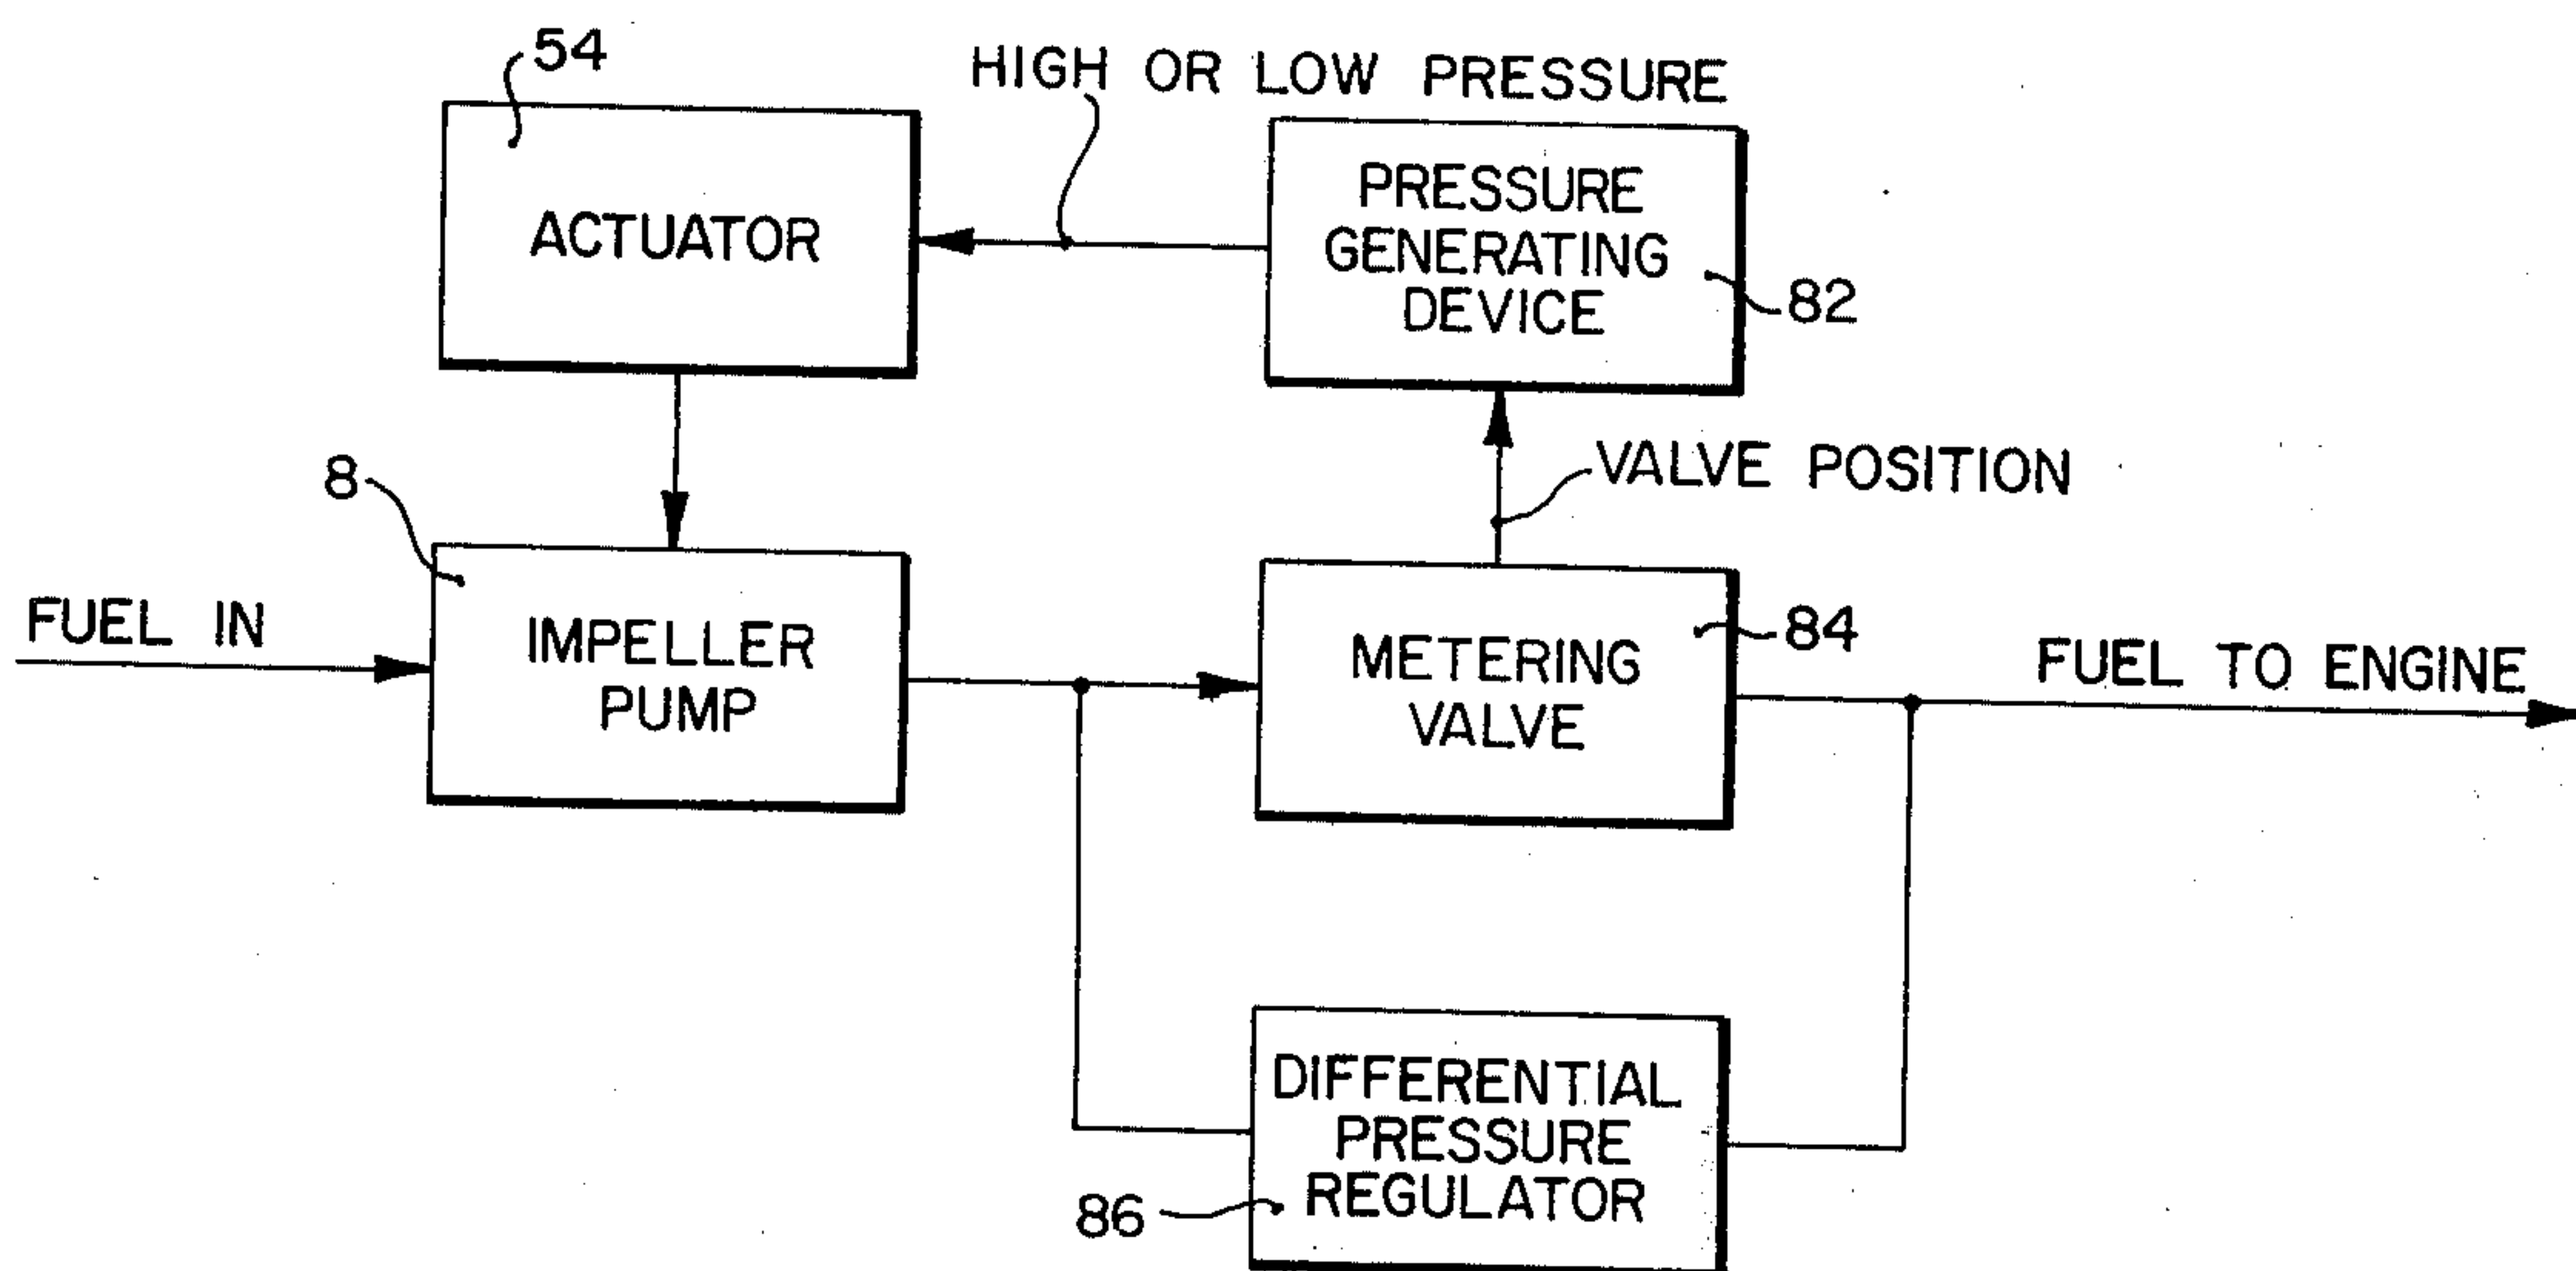 54
HIGH OR LOW PRESSURE
ACTUATOR
PRESSURE
GENERATING
DEVICE
82
8
VALVE POSITION
FUEL IN
IMPELLER
PUMP
METERING
VALVE
84
FUEL TO ENGINE
DIFFERENTIAL
PRESSURE
REGULATOR
86